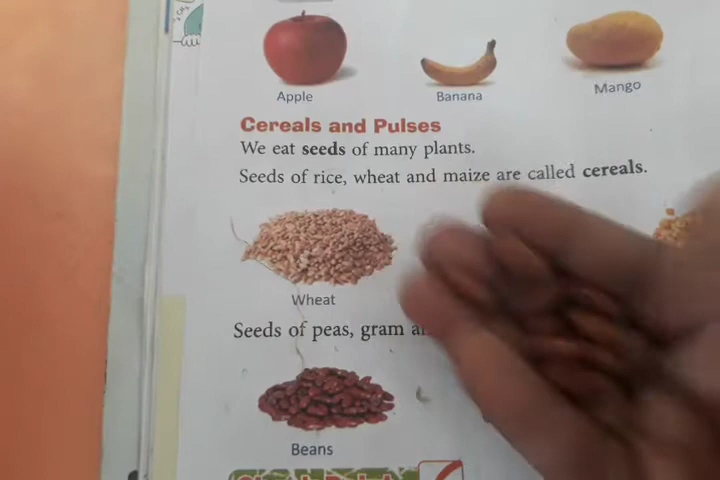 Apple
Banana
Mango
Cereals and Pulses
We eat seeds of many plants.
Seeds of rice, wheat and maize are called cereals.
Wheat
Seeds of peas, gram
Beans